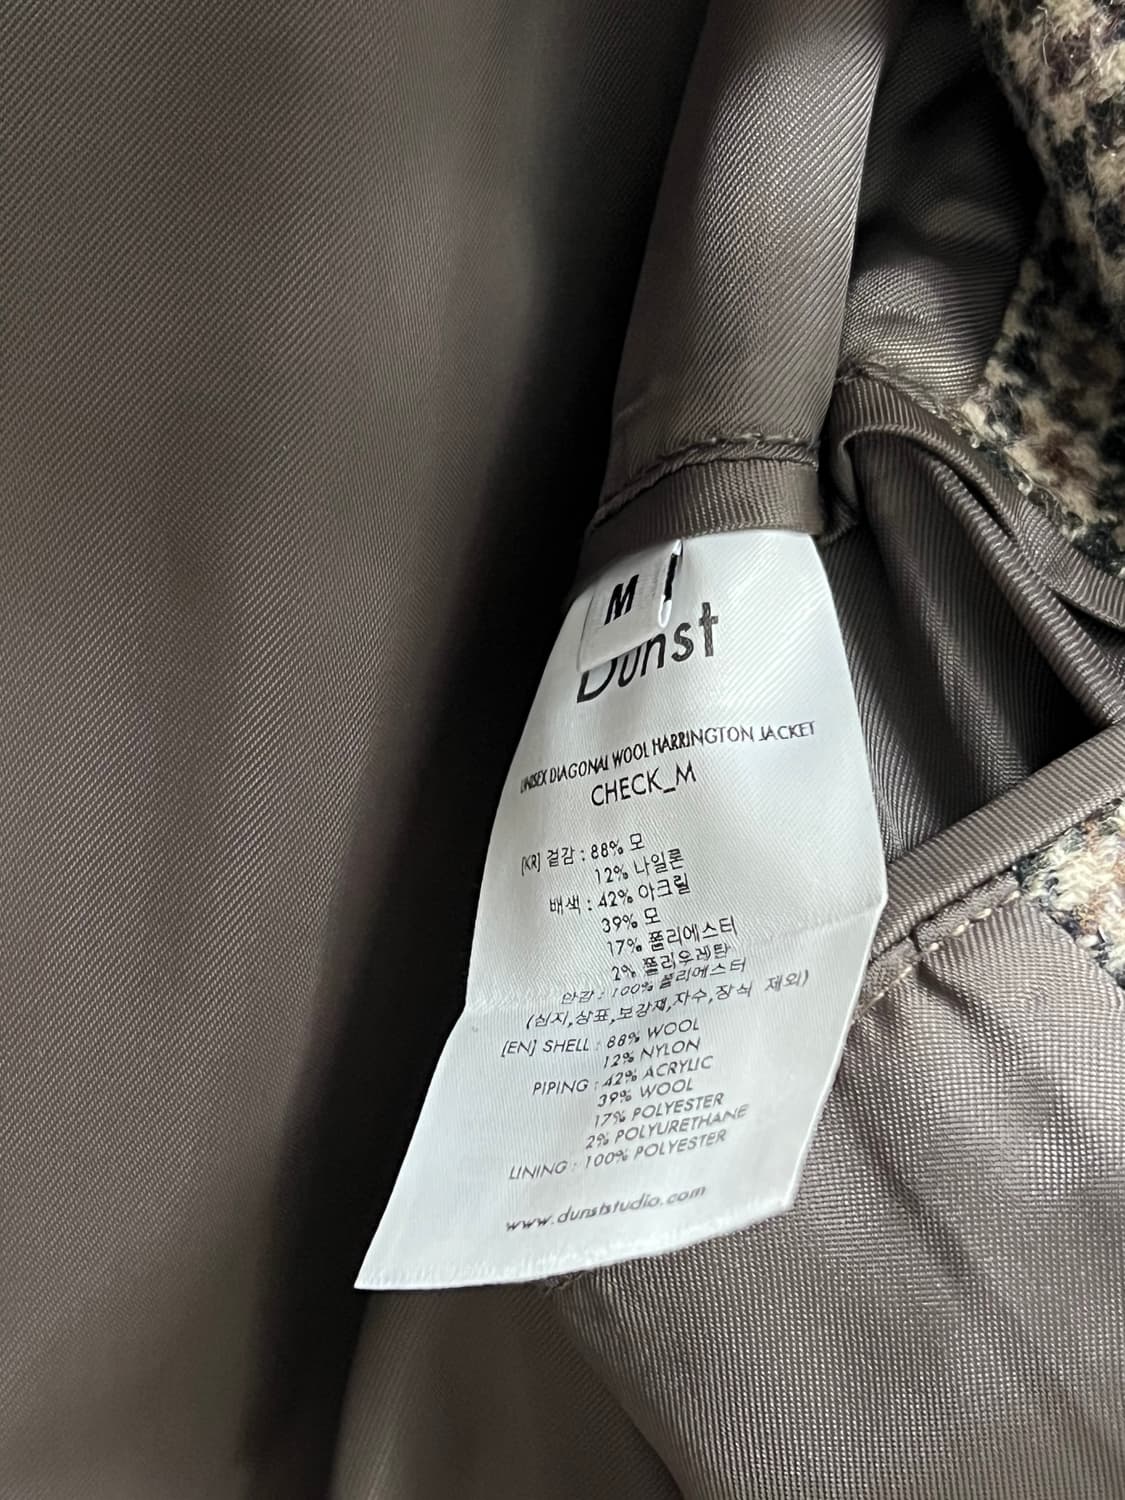 M
Dunst
UNISEX DIAGONAL WOOL HARRINGTON JACKET
CHECK_M
[KR] 겉감 : 88% 모
12% 나일론
배색 : 42% 아크릴
39% 모
17% 폴리에스터
2% 폴리우레탄
안감 : 100% 폴리에스터
(심지,상표,보강재,자수,장식 제외)
[EN] SHELL : 88% WOOL
12% NYLON
PIPING : 42% ACRYLIC
39% WOOL
17% POLYESTER
2% POLYURETHANE
LINING : 100% POLYESTER
www.dunststudio.com